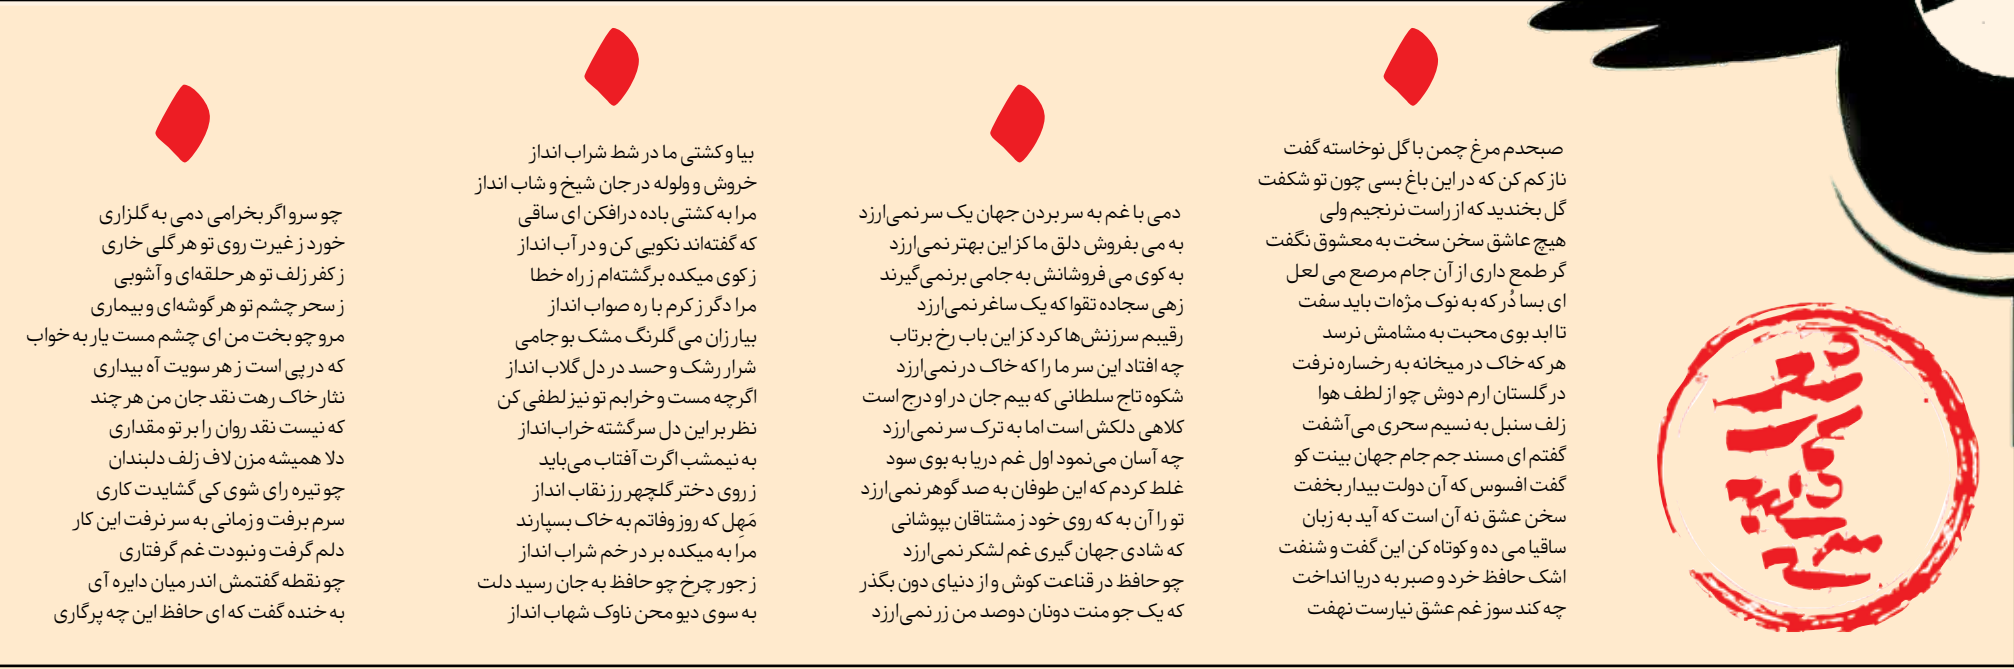 صبحدم مرغ چمن با گل نوخاسته گفت
ناز کم کن که در این باغ بسی چون تو شکفت
گل بخندید که از راست نرنجیم ولی
هیچ عاشق سخن سخت به معشوق نگفت
گر طمع داری از آن جام مرصع می لعل
ای بسا دُر که به نوک مژه‌ات باید سفت
تا ابد بوی محبت به مشامش نرسد
هر که خاک در میخانه به رخساره نرفت
در گلستان ارم دوش چو از لطف هوا
زلف سنبل به نسیم سحری می‌آشفت
گفتم ای مسند جم جام جهان بینت کو
گفت افسوس که آن دولت بیدار بخفت
سخن عشق نه آن است که آید به زبان
ساقیا می ده و کوتاه کن این گفت و شنفت
اشک حافظ خرد و صبر به دریا انداخت
چه کند سوز غم عشق نیارست نهفت
دمی با غم به سر بردن جهان یک سر نمی‌ارزد
به می بفروش دلق ما کز این بهتر نمی‌ارزد
به کوی می فروشانش به جامی برنمی‌گیرند
زهی سجاده تقوا که یک ساغر نمی‌ارزد
رقیبم سرزنش‌ها کرد کز این باب رخ برتاب
چه افتاد این سر ما را که خاک در نمی‌ارزد
شکوه تاج سلطانی که بیم جان در او درج است
کلاهی دلکش است اما به ترک سر نمی‌ارزد
چه آسان می‌نمود اول غم دریا به بوی سود
غلط کردم که این طوفان به صد گوهر نمی‌ارزد
تو را آن به که روی خود ز مشتاقان بپوشانی
که شادی جهان گیری غم لشکر نمی‌ارزد
چو حافظ در قناعت کوش و از دنیای دون بگذر
که یک جو منت دونان دوصد من زر نمی‌ارزد
بیا و کشتی ما در شط شراب انداز
خروش و ولوله در جان شیخ و شاب انداز
مرا به کشتی باده درافکن ای ساقی
که گفته‌اند نکویی کن و در آب انداز
ز کوی میکده برگشته‌ام ز راه خطا
مرا دگر ز کرم با ره صواب انداز
بیار زان می گلرنگ مشک بو جامی
شرار رشک و حسد در دل گلاب انداز
اگرچه مست و خرابم تو نیز لطفی کن
نظر بر این دل سرگشته خراب‌انداز
به نیمشب اگرت آفتاب می‌باید
ز روی دختر گلچهر رز نقاب انداز
مَهِل که روز وفاتم به خاک بسپارند
مرا به میکده بر در خم شراب انداز
ز جور چرخ چو حافظ به جان رسید دلت
به سوی دیو محن ناوک شهاب انداز
چو سرو اگر بخرامی دمی به گلزاری
خورد ز غیرت روی تو هر گلی خاری
ز کفر زلف تو هر حلقه‌ای و آشوبی
ز سحر چشم تو هر گوشه‌ای و بیماری
مرو چو بخت من ای چشم مست یار به خواب
که در پی است ز هر سویت آه بیداری
نثار خاک رهت نقد جان من هر چند
که نیست نقد روان را بر تو مقداری
دلا همیشه مزن لاف زلف دلبندان
چو تیره رای شوی کی گشایدت کاری
سرم برفت و زمانی به سر نرفت این کار
دلم گرفت و نبودت غم گرفتاری
چو نقطه گفتمش اندر میان دایره آی
به خنده گفت که ای حافظ این چه پرگاری